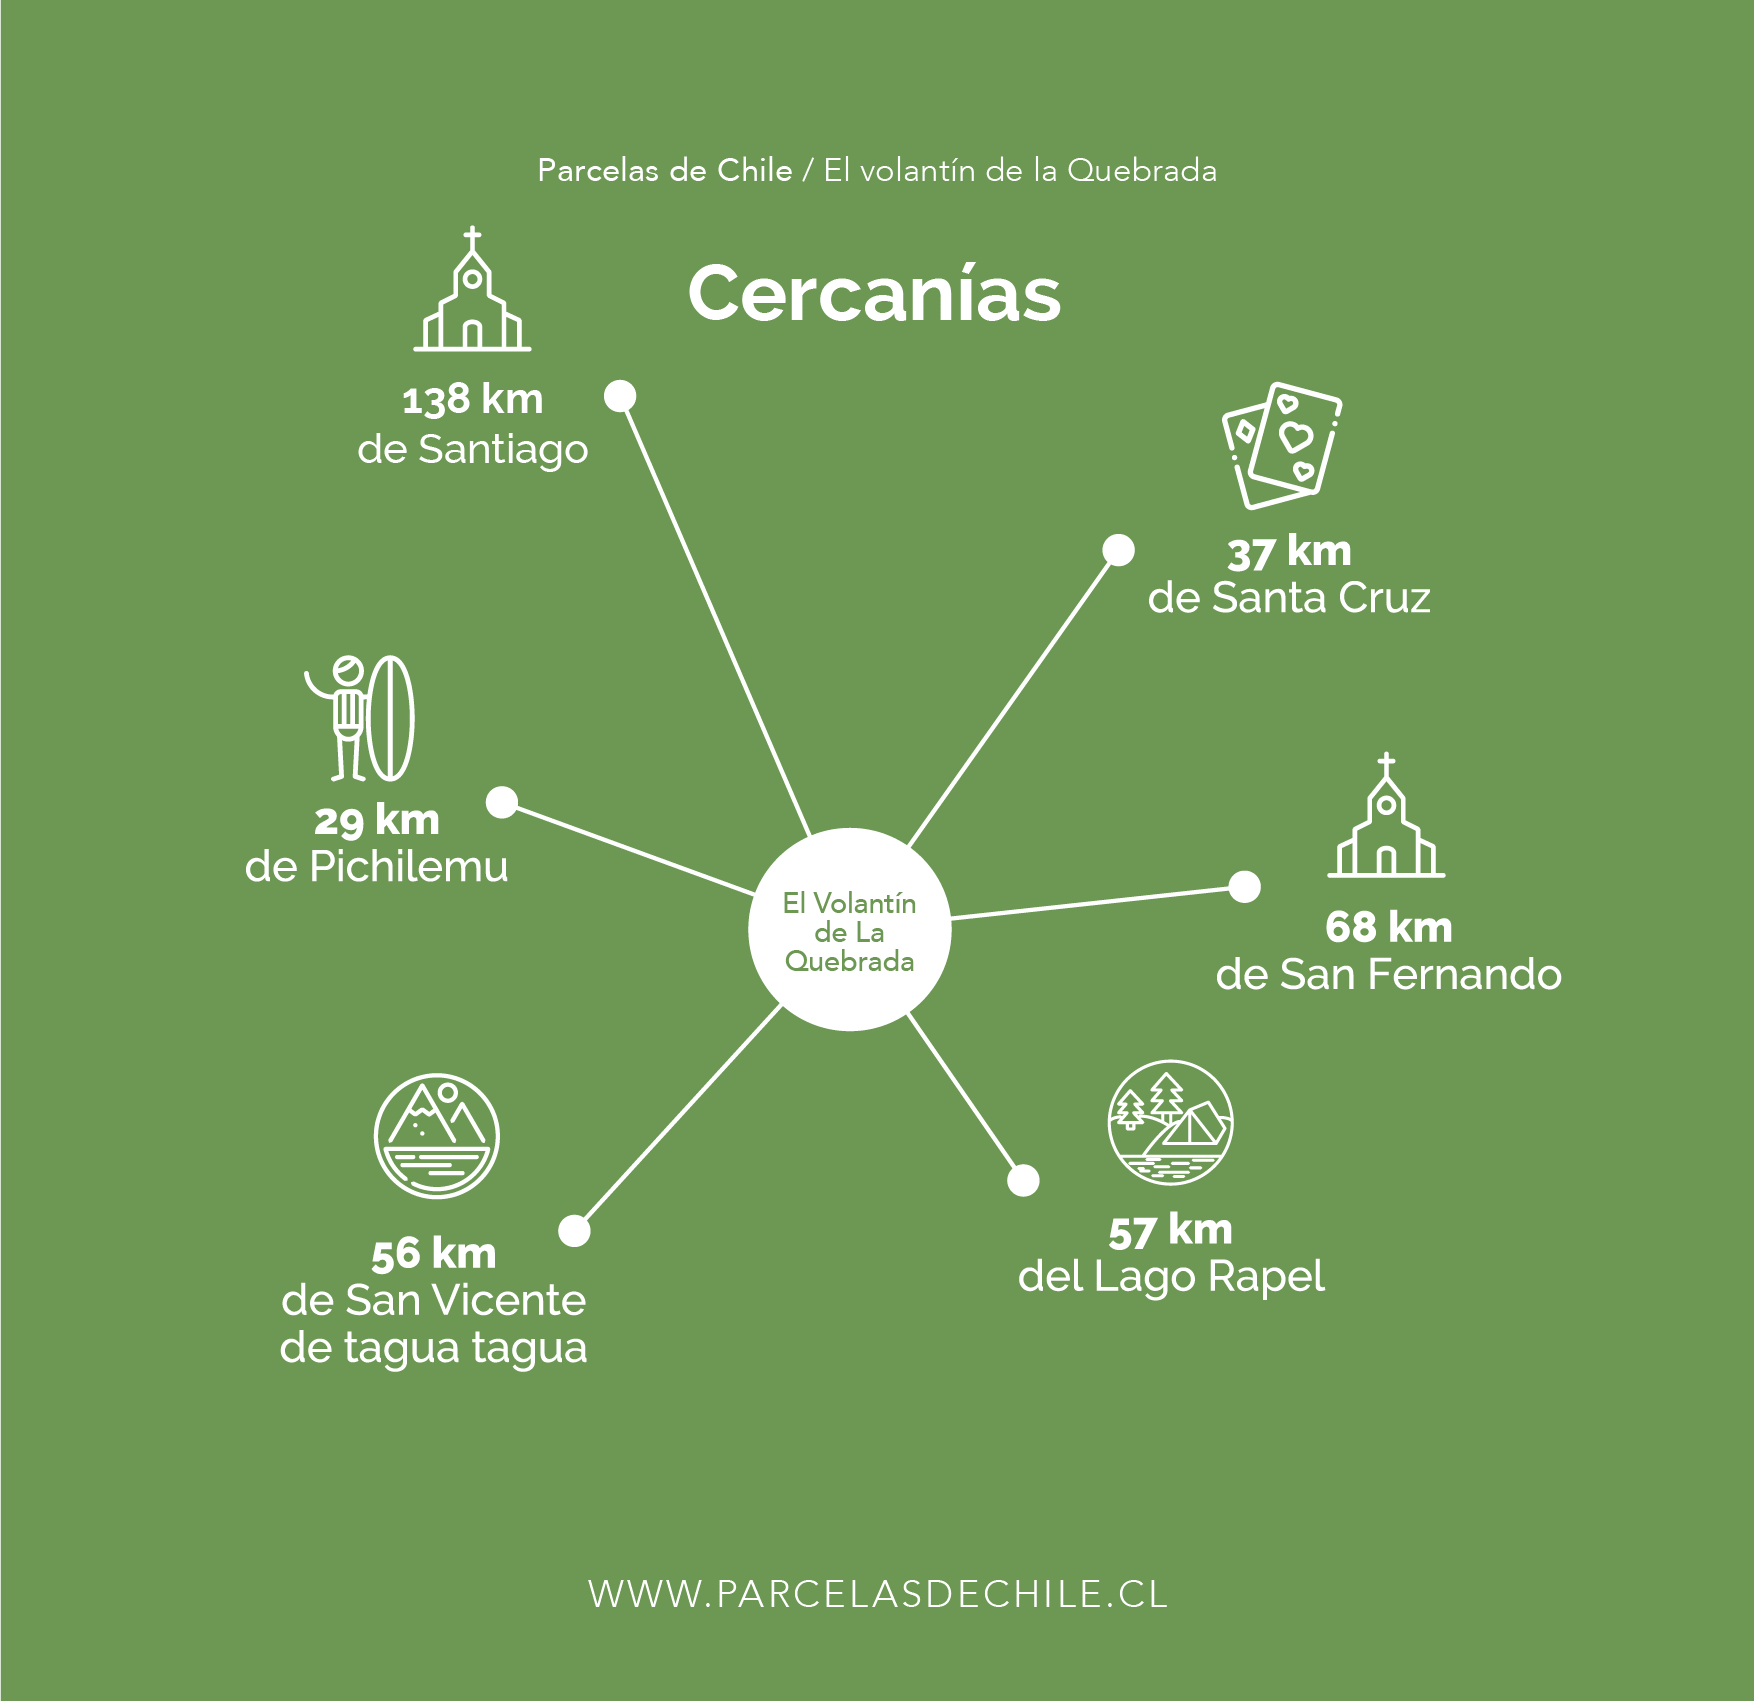 Parcelas de Chile / El volantín de la Quebrada
Cercanías
138 km
de Santiago
37 km
de Santa Cruz
29 km
de Pichilemu
El Volantín
de La
Quebrada
68 km
de San Fernando
56 km
de San Vicente
de tagua tagua
57 km
del Lago Rapel
WWW.PARCELASDECHILE.CL